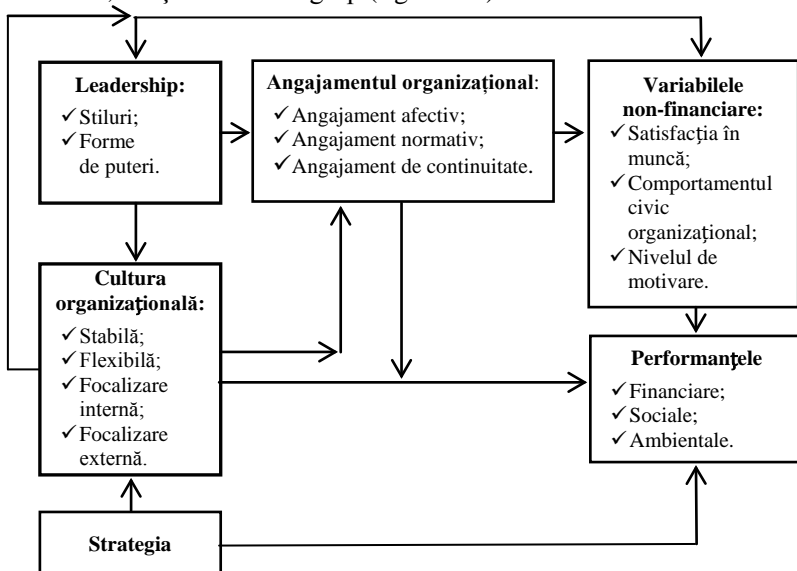 Leadership:
✓ Stiluri;
✓ Forme
de puteri.
Angajamentul organizațional:
✓ Angajament afectiv;
✓ Angajament normativ;
✓ Angajament de continuitate.
Variabilele
non-financiare:
✓ Satisfacția în
muncă;
✓ Comportamentul
civic
organizațional;
✓ Nivelul de
motivare.
Cultura
organizațională:
✓ Stabilă;
✓ Flexibilă;
✓ Focalizare
internă;
✓ Focalizare
externă.
Performanțele
✓ Financiare;
✓ Sociale;
✓ Ambientale.
Strategia